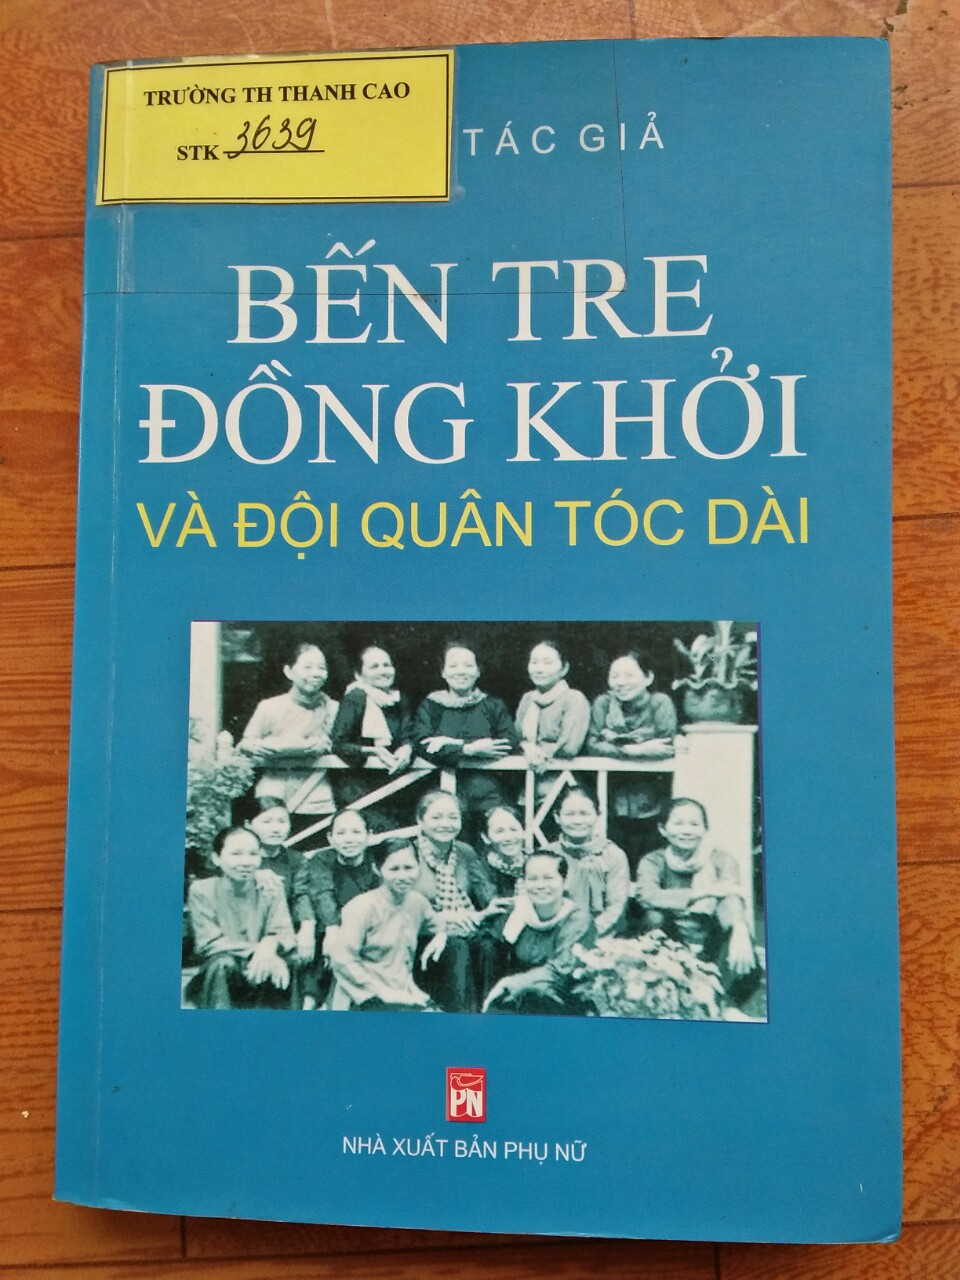 TRƯỜNG TH THANH CAO
STK 3639
TÁC GIẢ
BẾN TRE
ĐỒNG KHỞI
VÀ ĐỘI QUÂN TÓC DÀI
PN
NHÀ XUẤT BẢN PHỤ NỮ